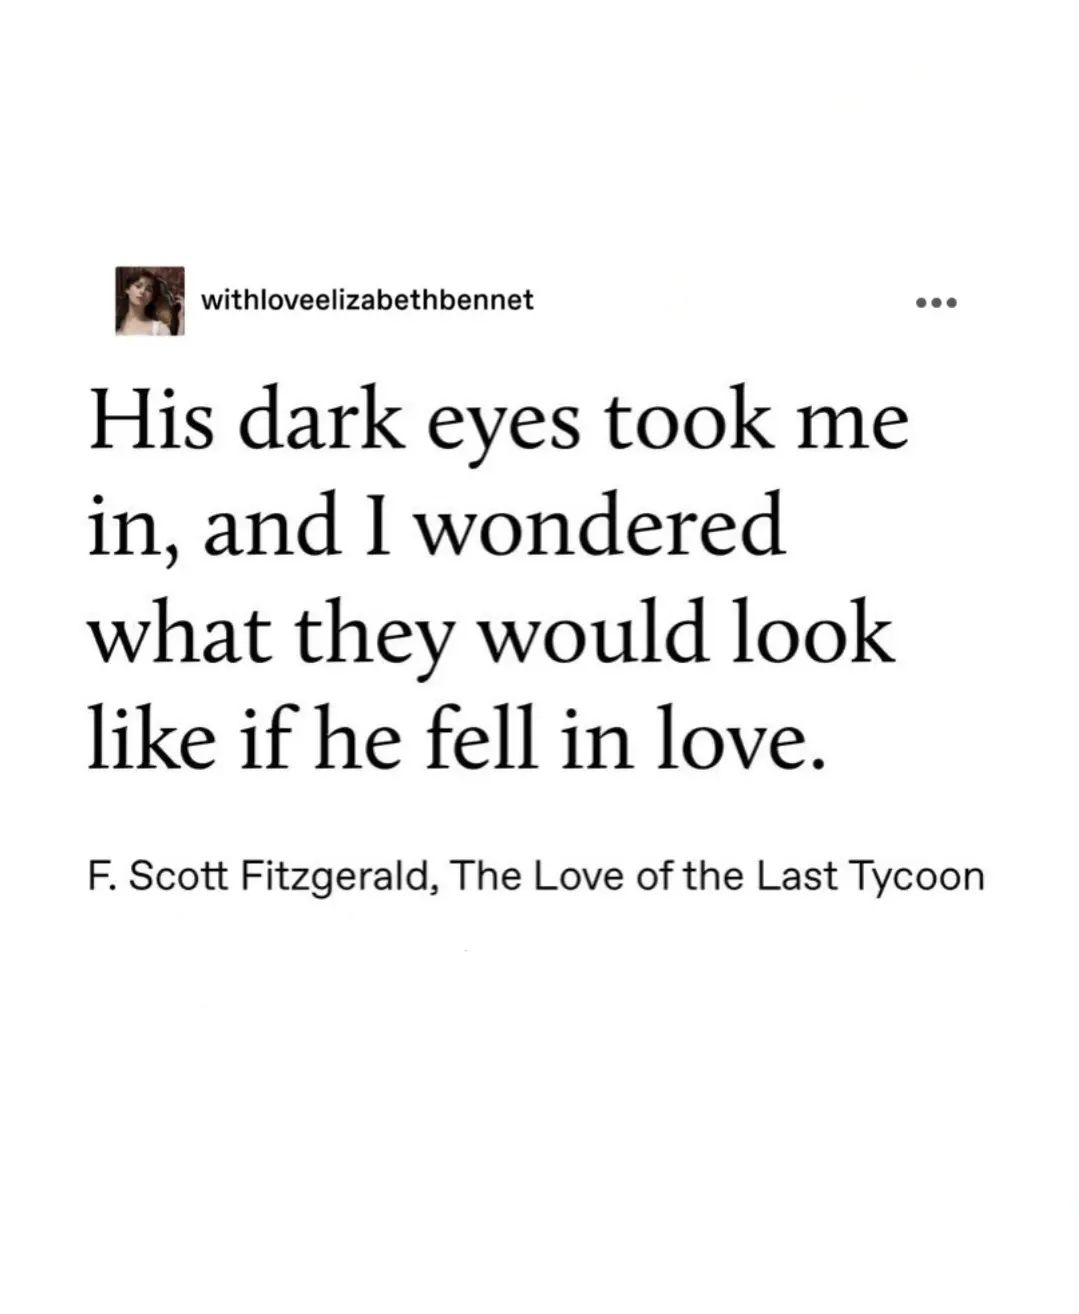 withloveelizabethbennet
His dark eyes took me
in, and I wondered
what they would look
like if he fell in love.
F. Scott Fitzgerald, The Love of the Last Tycoon